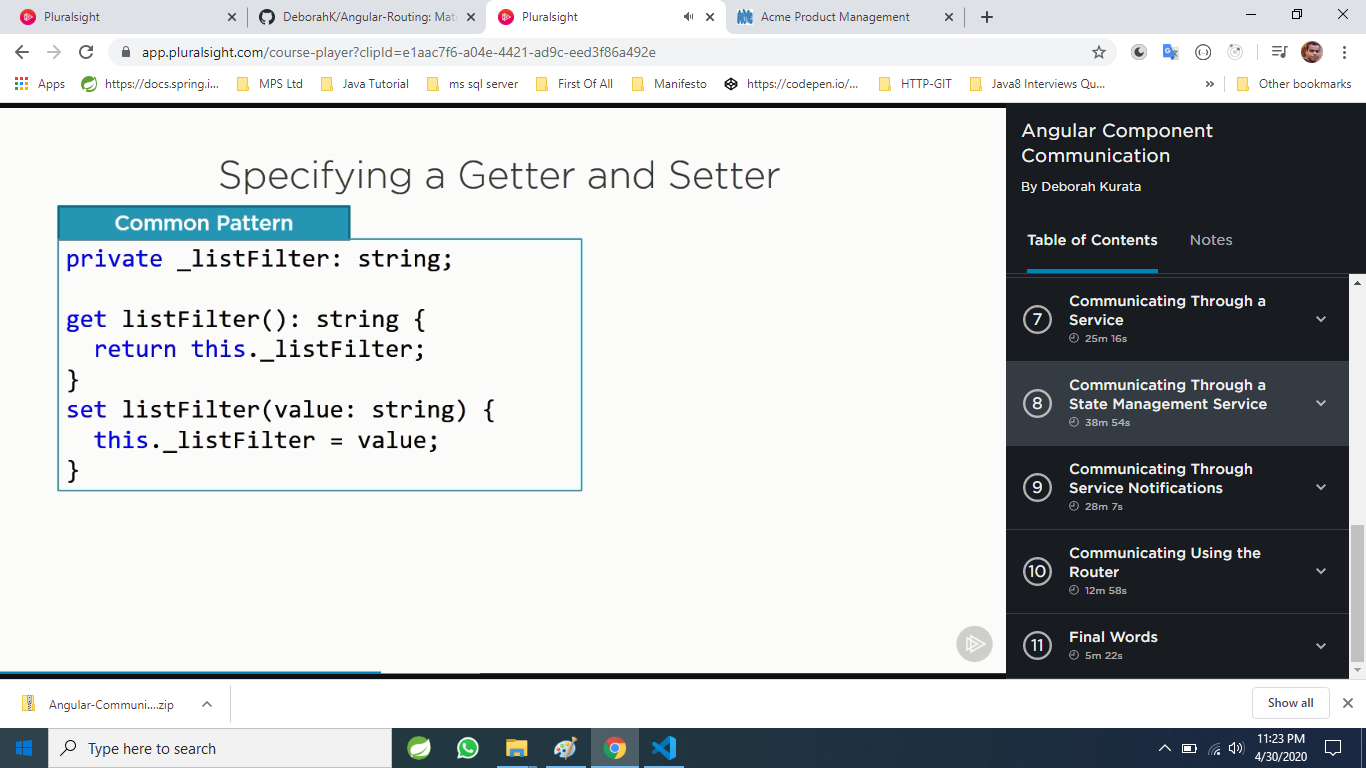 Pluralsight
DeborahK/Angular-Routing: Mat
Pluralsight
Acme Product Management
app.pluralsight.com/course-player?clipId=e1aac7f6-a04e-4421-ad9c-eed3f86a492e
Apps
https://docs.spring.i...
MPS Ltd
Java Tutorial
ms sql server
First Of All
Manifesto
https://codepen.io/...
HTTP-GIT
Java8 Interviews Qu...
»
Other bookmarks
Specifying a Getter and Setter
Common Pattern
private _listFilter: string;
get listFilter(): string {
return this._listFilter;
}
set listFilter(value: string) {
this._listFilter = value;
}
Angular Component
Communication
By Deborah Kurata
Table of Contents
Notes
7
Communicating Through a
Service
25m 16s
8
Communicating Through a
State Management Service
38m 54s
9
Communicating Through
Service Notifications
28m 7s
10
Communicating Using the
Router
12m 58s
11
Final Words
5m 22s
Angular-Communi....zip
Show all
Type here to search
11:23 PM
4/30/2020